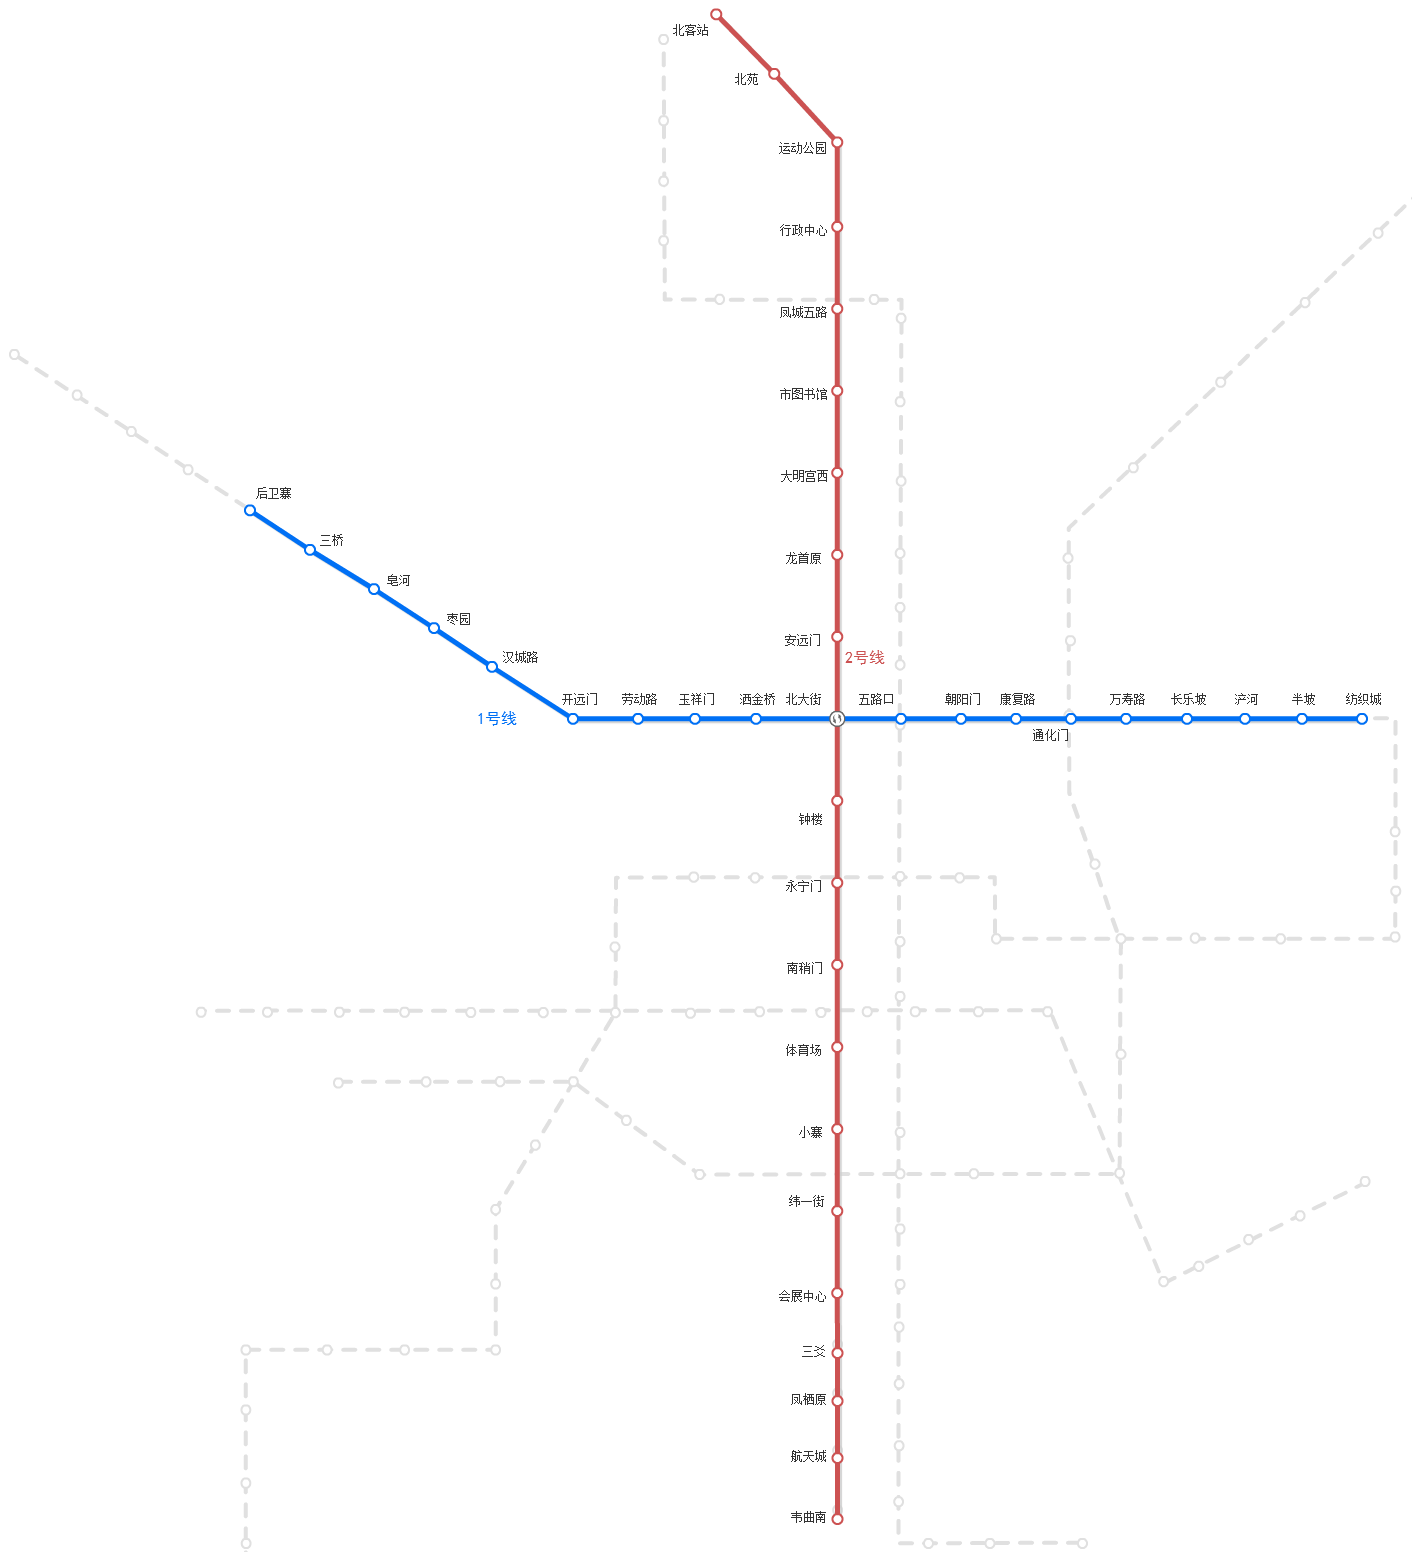 北客站
北苑
运动公园
行政中心
凤城五路
市图书馆
大明宫西
后卫寨
三桥
龙首原
皂河
枣园
安远门
汉城路
2号线
开远门
劳动路
玉祥门
洒金桥
北大街
五路口
朝阳门
康复路
万寿路
长乐坡
浐河
半坡
纺织城
1号线
通化门
钟楼
永宁门
南稍门
体育场
小寨
纬一街
会展中心
三爻
凤栖原
航天城
韦曲南